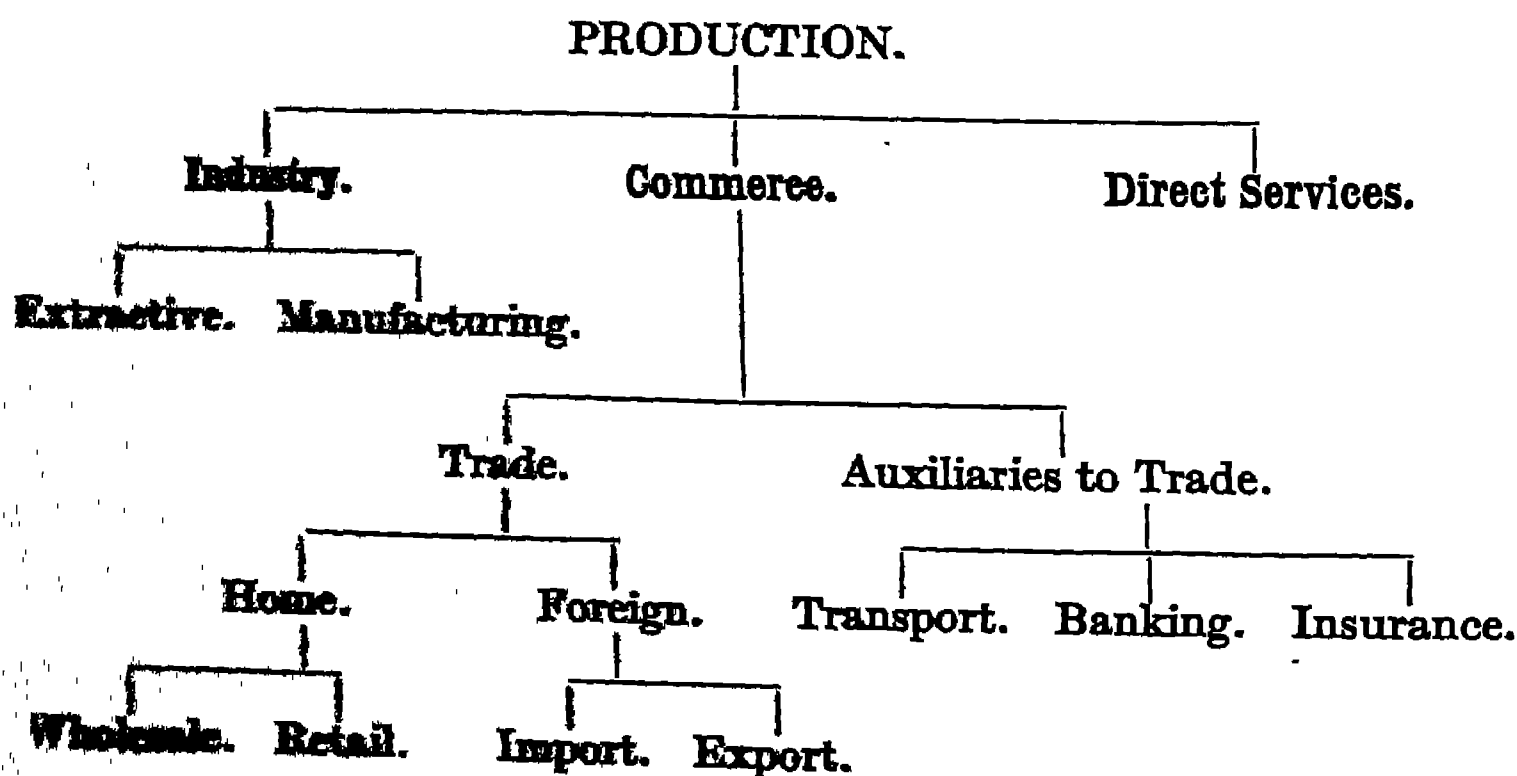 PRODUCTION.
Industry. Commerce. Direct Services.
Extractive. Manufacturing.
Trade. Auxiliaries to Trade.
Home. Foreign. Transport. Banking. Insurance.
Wholesale. Retail. Import. Export.